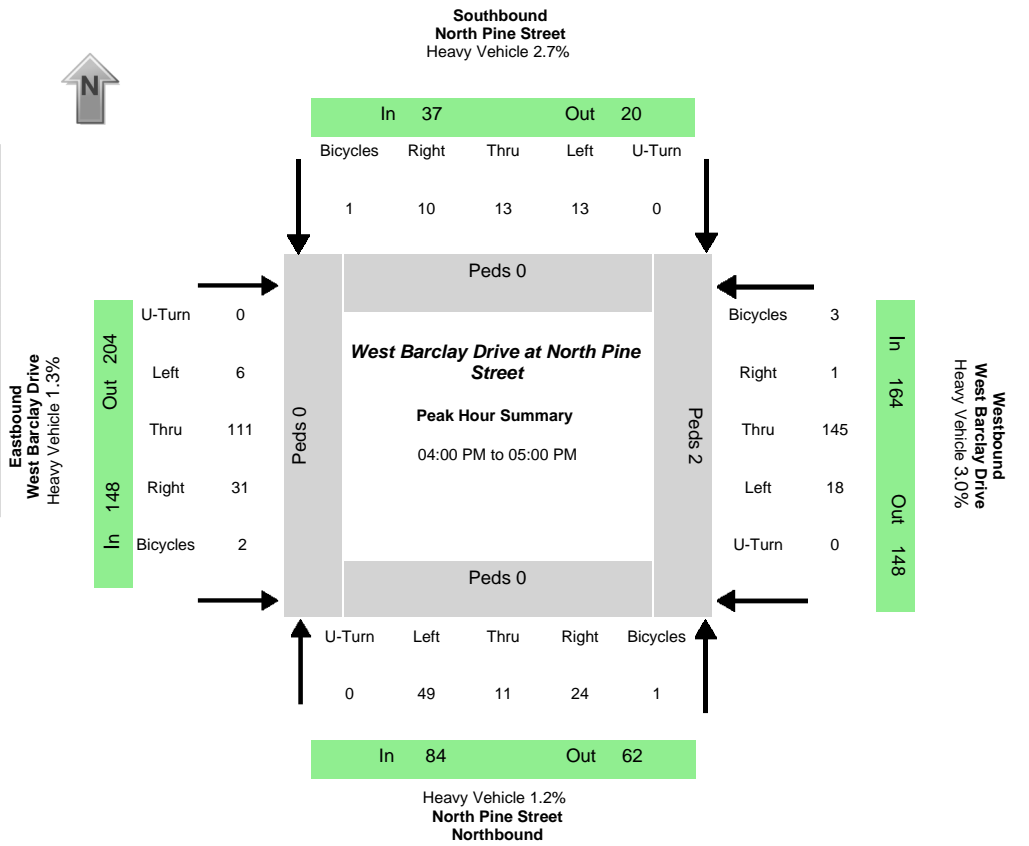 Southbound
North Pine Street
Heavy Vehicle 2.7%
N
In 37 Out 20
Bicycles Right Thru Left U-Turn
1 10 13 13 0
Peds 0
Eastbound
West Barclay Drive
Heavy Vehicle 1.3%
In 148 Out 204
U-Turn 0
Left 6
Thru 111
Right 31
Bicycles 2
Peds 0
West Barclay Drive at North Pine
Street
Peak Hour Summary
04:00 PM to 05:00 PM
Peds 2
Bicycles 3
Right 1
Thru 145
Left 18
U-Turn 0
In 164 Out 148
Westbound
West Barclay Drive
Heavy Vehicle 3.0%
Peds 0
U-Turn Left Thru Right Bicycles
0 49 11 24 1
In 84 Out 62
Heavy Vehicle 1.2%
North Pine Street
Northbound